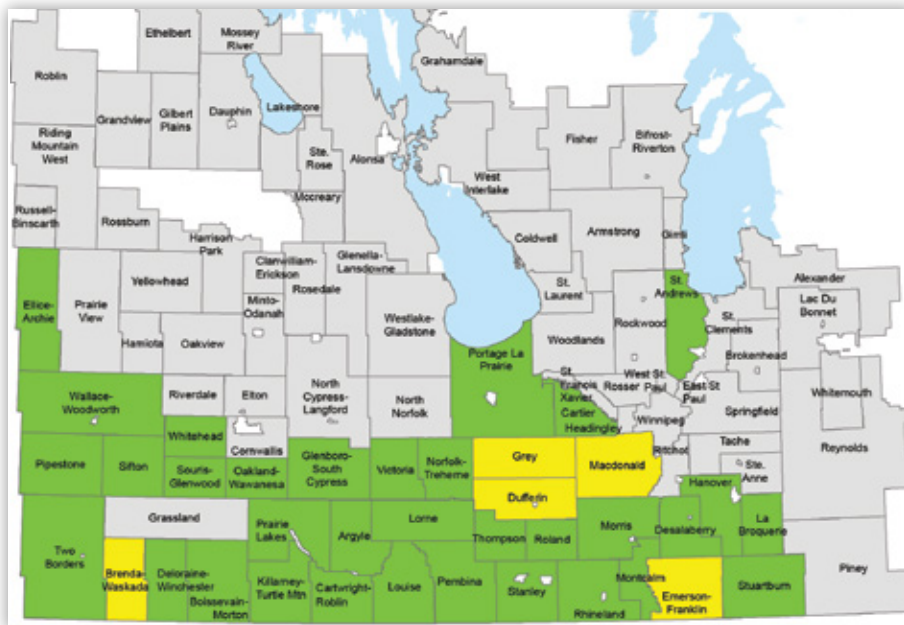 Ethelbert
Mossey
River
Grahamdale
Roblin
Grandview
Gilbert
Plains
Dauphin
Lakeshore
Fisher
Bifrost-
Riverton
Riding
Mountain
West
Ste.
Rose
Alonsa
West
Interlake
Mccreary
Russell-
Binscarth
Rossburn
Harrison
Park
Coldwell
Armstrong
Gimli
Clanwilliam-
Erickson
Glenella-
Lansdowne
Rosedale
Yellowhead
Ellice-
Archie
Prairie
View
Minto-
Odanah
St.
Laurent
St.
Andrews
Alexander
Lac Du
Bonnet
St.
Clements
Westlake-
Gladstone
Rockwood
Woodlands
Hamiota
Oakview
Brokenhead
Portage La
Prairie
St.
Francis
Xavier
Rosser
West St.
Paul
East St
Paul
Whitemouth
Wallace-
Woodworth
Riverdale
Elton
North
Cypress-
Langford
North
Norfolk
Cartier
Headingley
Winnipeg
Springfield
Whitehead
Cornwallis
Ritchot
Tache
Reynolds
Pipestone
Sifton
Souris-
Glenwood
Oakland-
Wawanesa
Glenboro-
South
Cypress
Victoria
Norfolk-
Treherne
Grey
Macdonald
Ste.
Anne
Hanover
Dufferin
Grassland
Prairie
Lakes
Argyle
Lorne
Thompson
Roland
Morris
Desalaberry
La
Broquerie
Two
Borders
Brenda-
Waskada
Deloraine-
Winchester
Boissevain-
Morton
Killarney-
Turtle Mtn
Cartwright-
Roblin
Louise
Pembina
Stanley
Rhineland
Montcalm
Emerson-
Franklin
Stuartburn
Piney